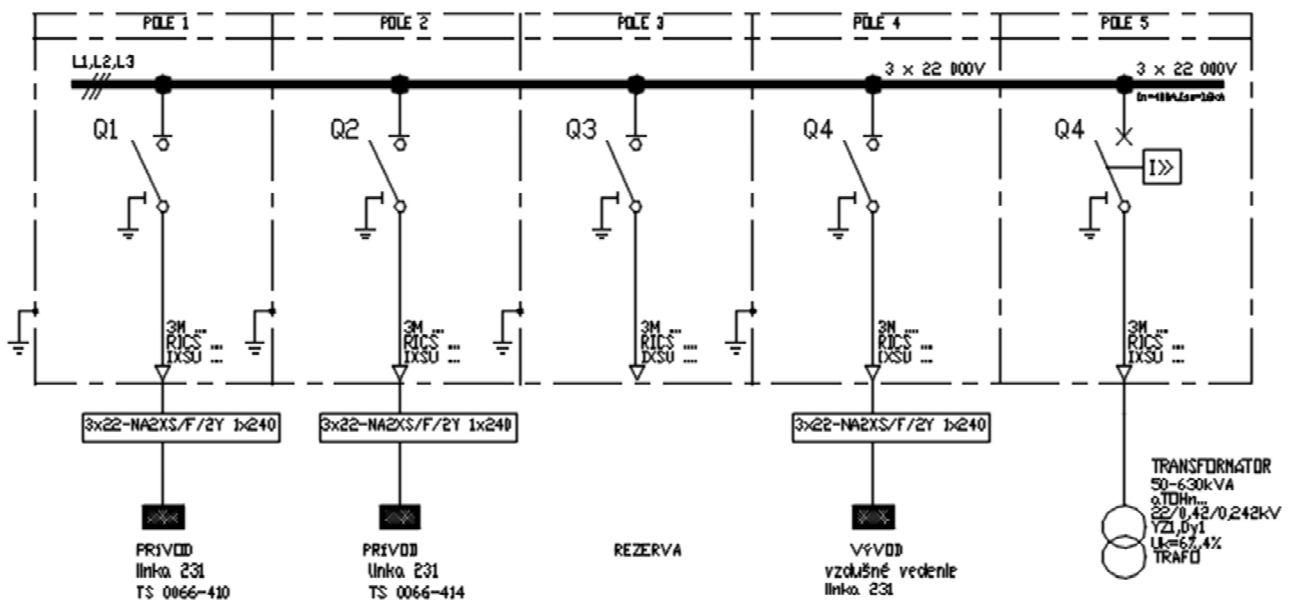 POLE 1
POLE 2
POLE 3
POLE 4
POLE 5
L1,L2,L3
3 x 22 000V
3 x 22 000V
Q1
Q2
Q3
Q4
Q4
I>>
3M ...
RICS ...
IXSU ...
3M ...
RICS ...
IXSU ...
3M ...
RICS ....
IXSU ...
3M ...
RICS ...
IXSU ...
3M ...
RICS ...
IXSU ...
3x22-NA2XS/F/2Y 1x240
3x22-NA2XS/F/2Y 1x240
3x22-NA2XS/F/2Y 1x240
PRÍVOD
linka 231
TS 0066-410
PRÍVOD
linka 231
TS 0066-414
REZERVA
VÝVOD
vzdušné vedenie
linka 231
TRANSFORMATOR
50-630kVA
aTOHn...
22/0,42/0,242kV
YZ1,Dy1
Uk=6%,4%
TRAFO